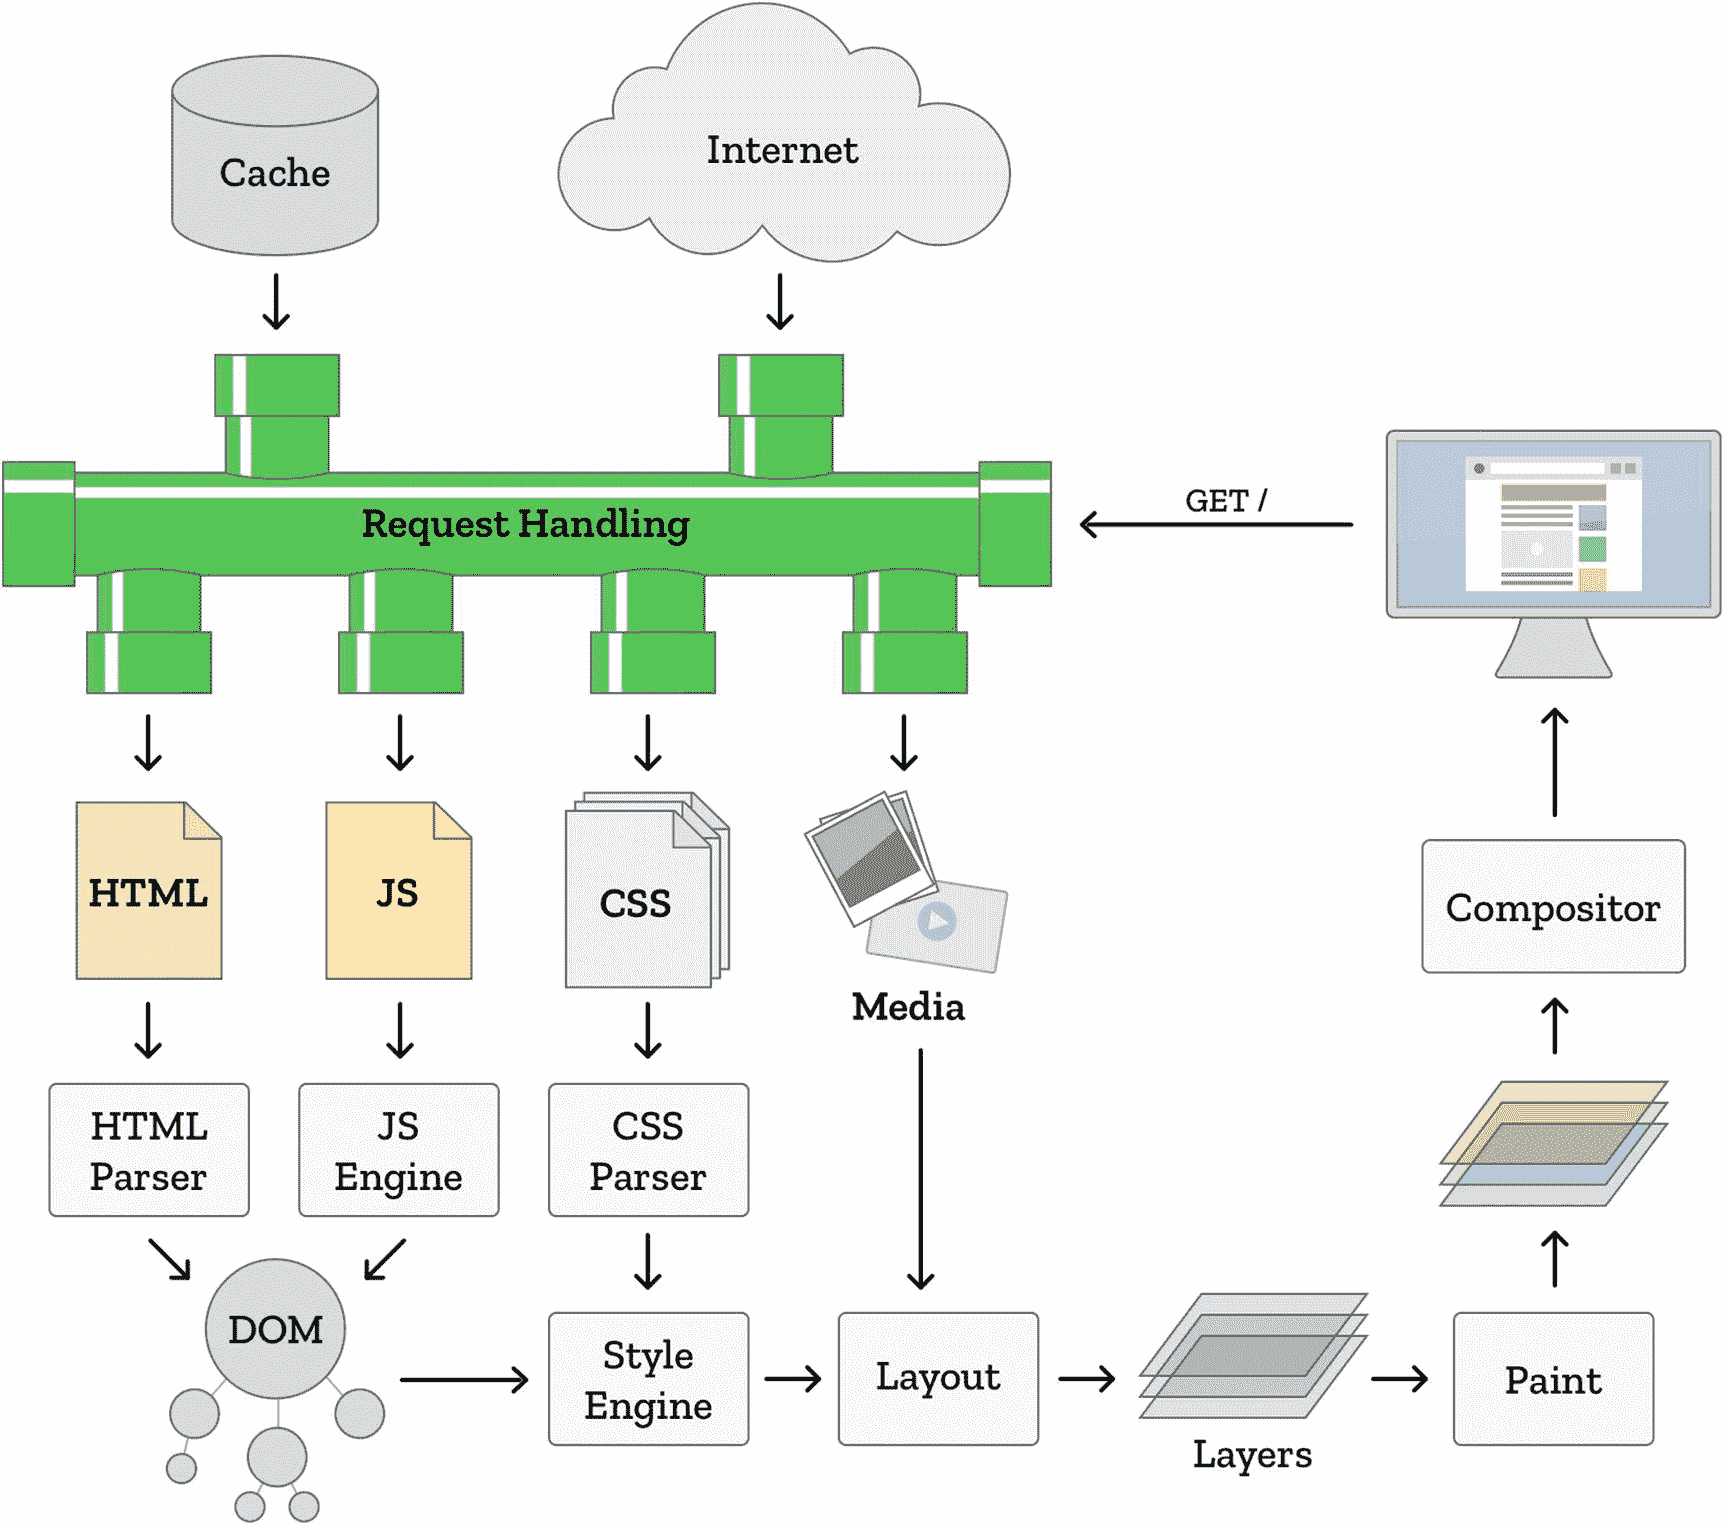 Cache
Internet
Request Handling
GET /
HTML
JS
CSS
Media
Compositor
HTML
Parser
JS
Engine
CSS
Parser
DOM
Style
Engine
Layout
Layers
Paint